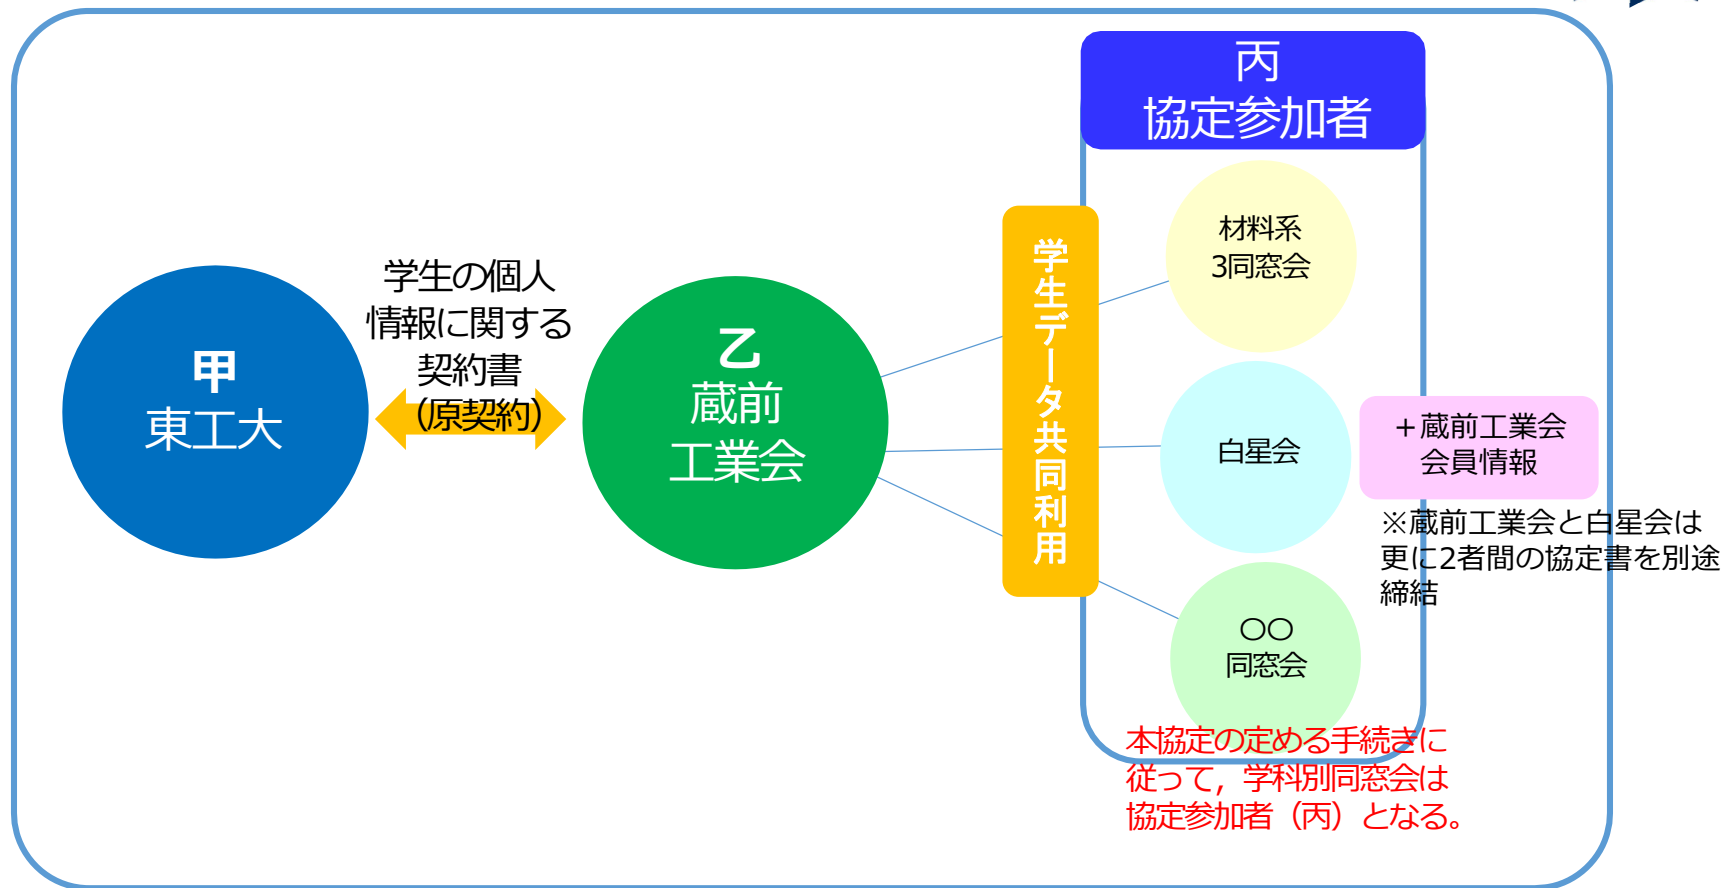 丙
協定参加者
甲
東工大
学生の個人
情報に関する
契約書
(原契約)
乙
蔵前
工業会
学生データ共同利用
材料系
3同窓会
白星会
〇〇
同窓会
＋蔵前工業会
会員情報
※蔵前工業会と白星会は
更に2者間の協定書を別途
締結
本協定の定める手続きに
従って，学科別同窓会は
協定参加者（丙）となる。